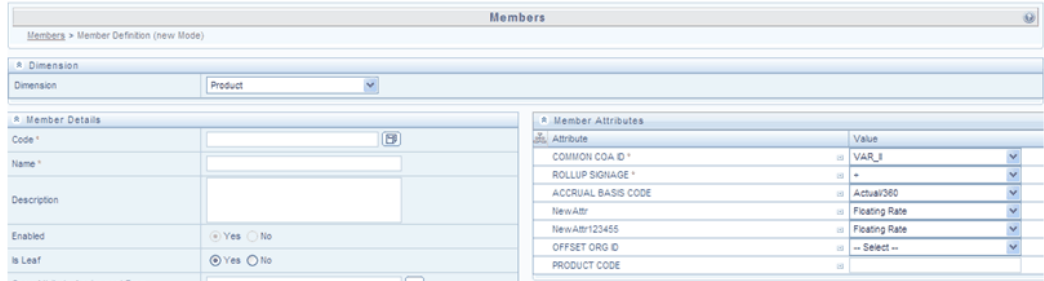 Members
Members > Member Definition (new Mode)
Dimension
Dimension Product
Member Details
Code *
Name *
Description
Enabled Yes No
Is Leaf Yes No
Member Attributes
Attribute Value
COMMON COA ID * VAR_II
ROLLUP SIGNAGE * +
ACCRUAL BASIS CODE Actual/360
NewAttr Floating Rate
NewAttr123455 Floating Rate
OFFSET ORG ID -- Select --
PRODUCT CODE